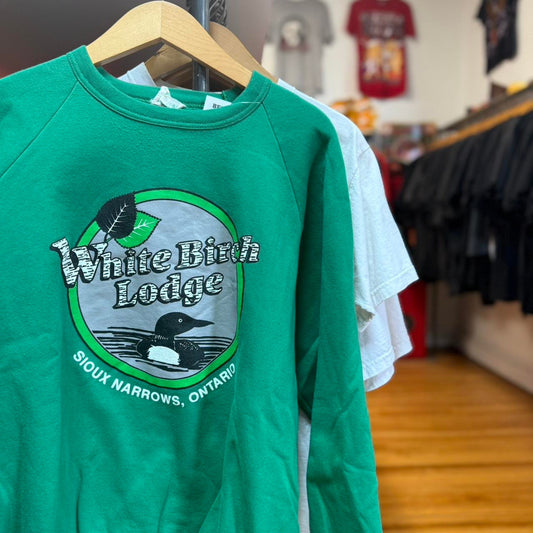 White Birch
Lodge
SIOUX NARROWS, ONTARIO